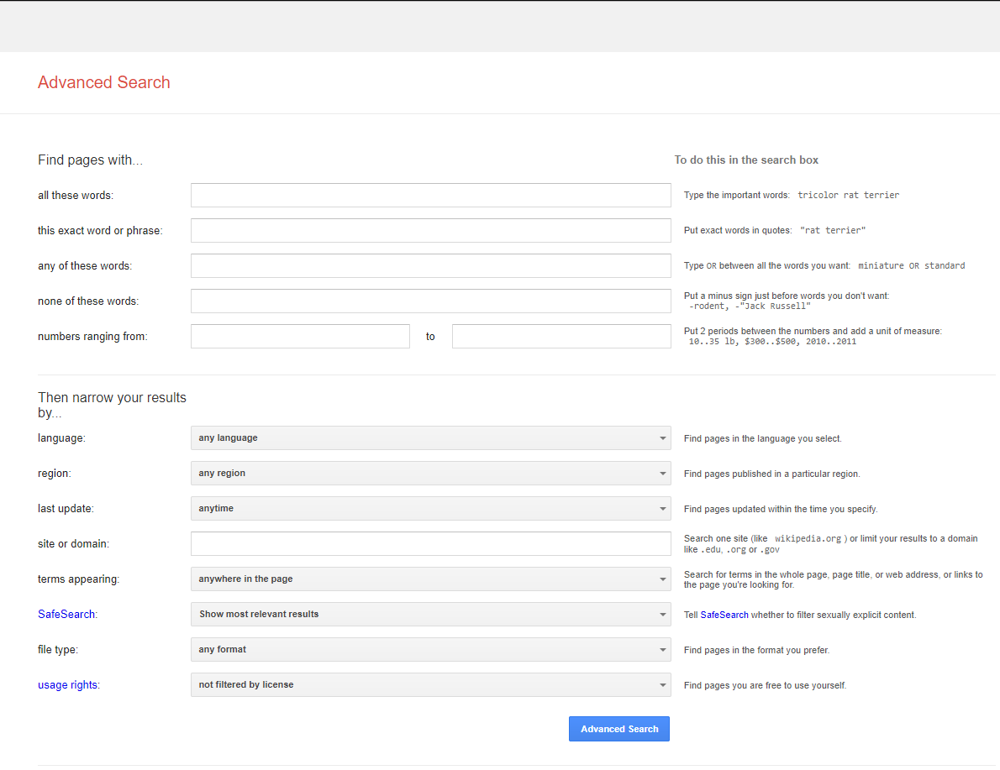 Advanced Search
Find pages with... To do this in the search box
all these words: Type the important words: tricolor rat terrier
this exact word or phrase: Put exact words in quotes: "rat terrier"
any of these words: Type OR between all the words you want: miniature OR standard
none of these words: Put a minus sign just before words you don't want:
-rodent, -"Jack Russell"
numbers ranging from: to Put 2 periods between the numbers and add a unit of measure:
10..35 lb, $300..$500, 2010..2011
Then narrow your results
by...
language: any language Find pages in the language you select.
region: any region Find pages published in a particular region.
last update: anytime Find pages updated within the time you specify.
site or domain: Search one site (like wikipedia.org ) or limit your results to a domain
like .edu, .org or .gov
terms appearing: anywhere in the page Search for terms in the whole page, page title, or web address, or links to
the page you're looking for.
SafeSearch: Show most relevant results Tell SafeSearch whether to filter sexually explicit content.
file type: any format Find pages in the format you prefer.
usage rights: not filtered by license Find pages you are free to use yourself.
Advanced Search